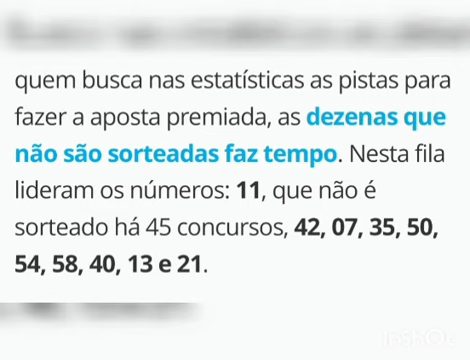 quem busca nas estatísticas as pistas para
fazer a aposta premiada, as dezenas que
não são sorteadas faz tempo. Nesta fila
lideram os números: 11, que não é
sorteado há 45 concursos, 42, 07, 35, 50,
54, 58, 40, 13 e 21.